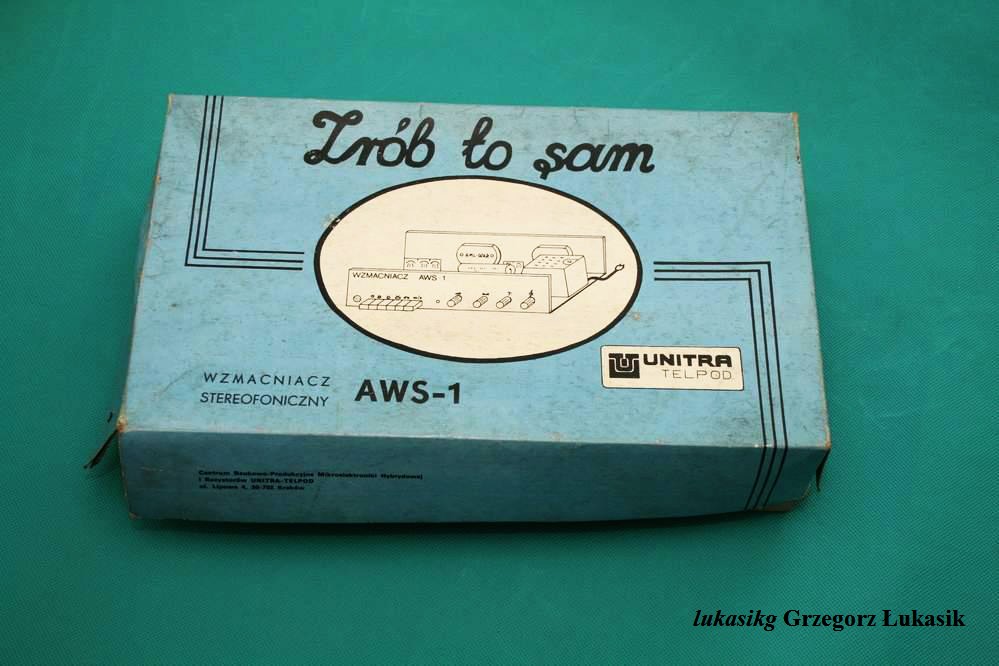 Zrób to sam
WZMACNIACZ AWS 1
UNITRA
TELPOD
WZMACNIACZ
STEREOFONICZNY
AWS-1
Centrum Naukowo-Produkcyjne Mikroelektroniki Hybrydowej
i Rezystorów UNITRA-TELPOD
ul. Lipowa 4, 30-702 Kraków
lukasikg Grzegorz Łukasik